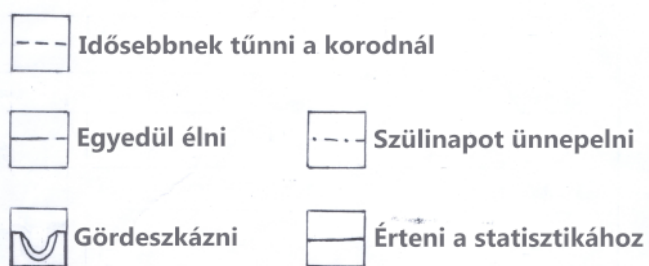 Idősebbnek tűnni a korodnál
Egyedül élni
Szülinapot ünnepelni
Gördeszkázni
Érteni a statisztikához